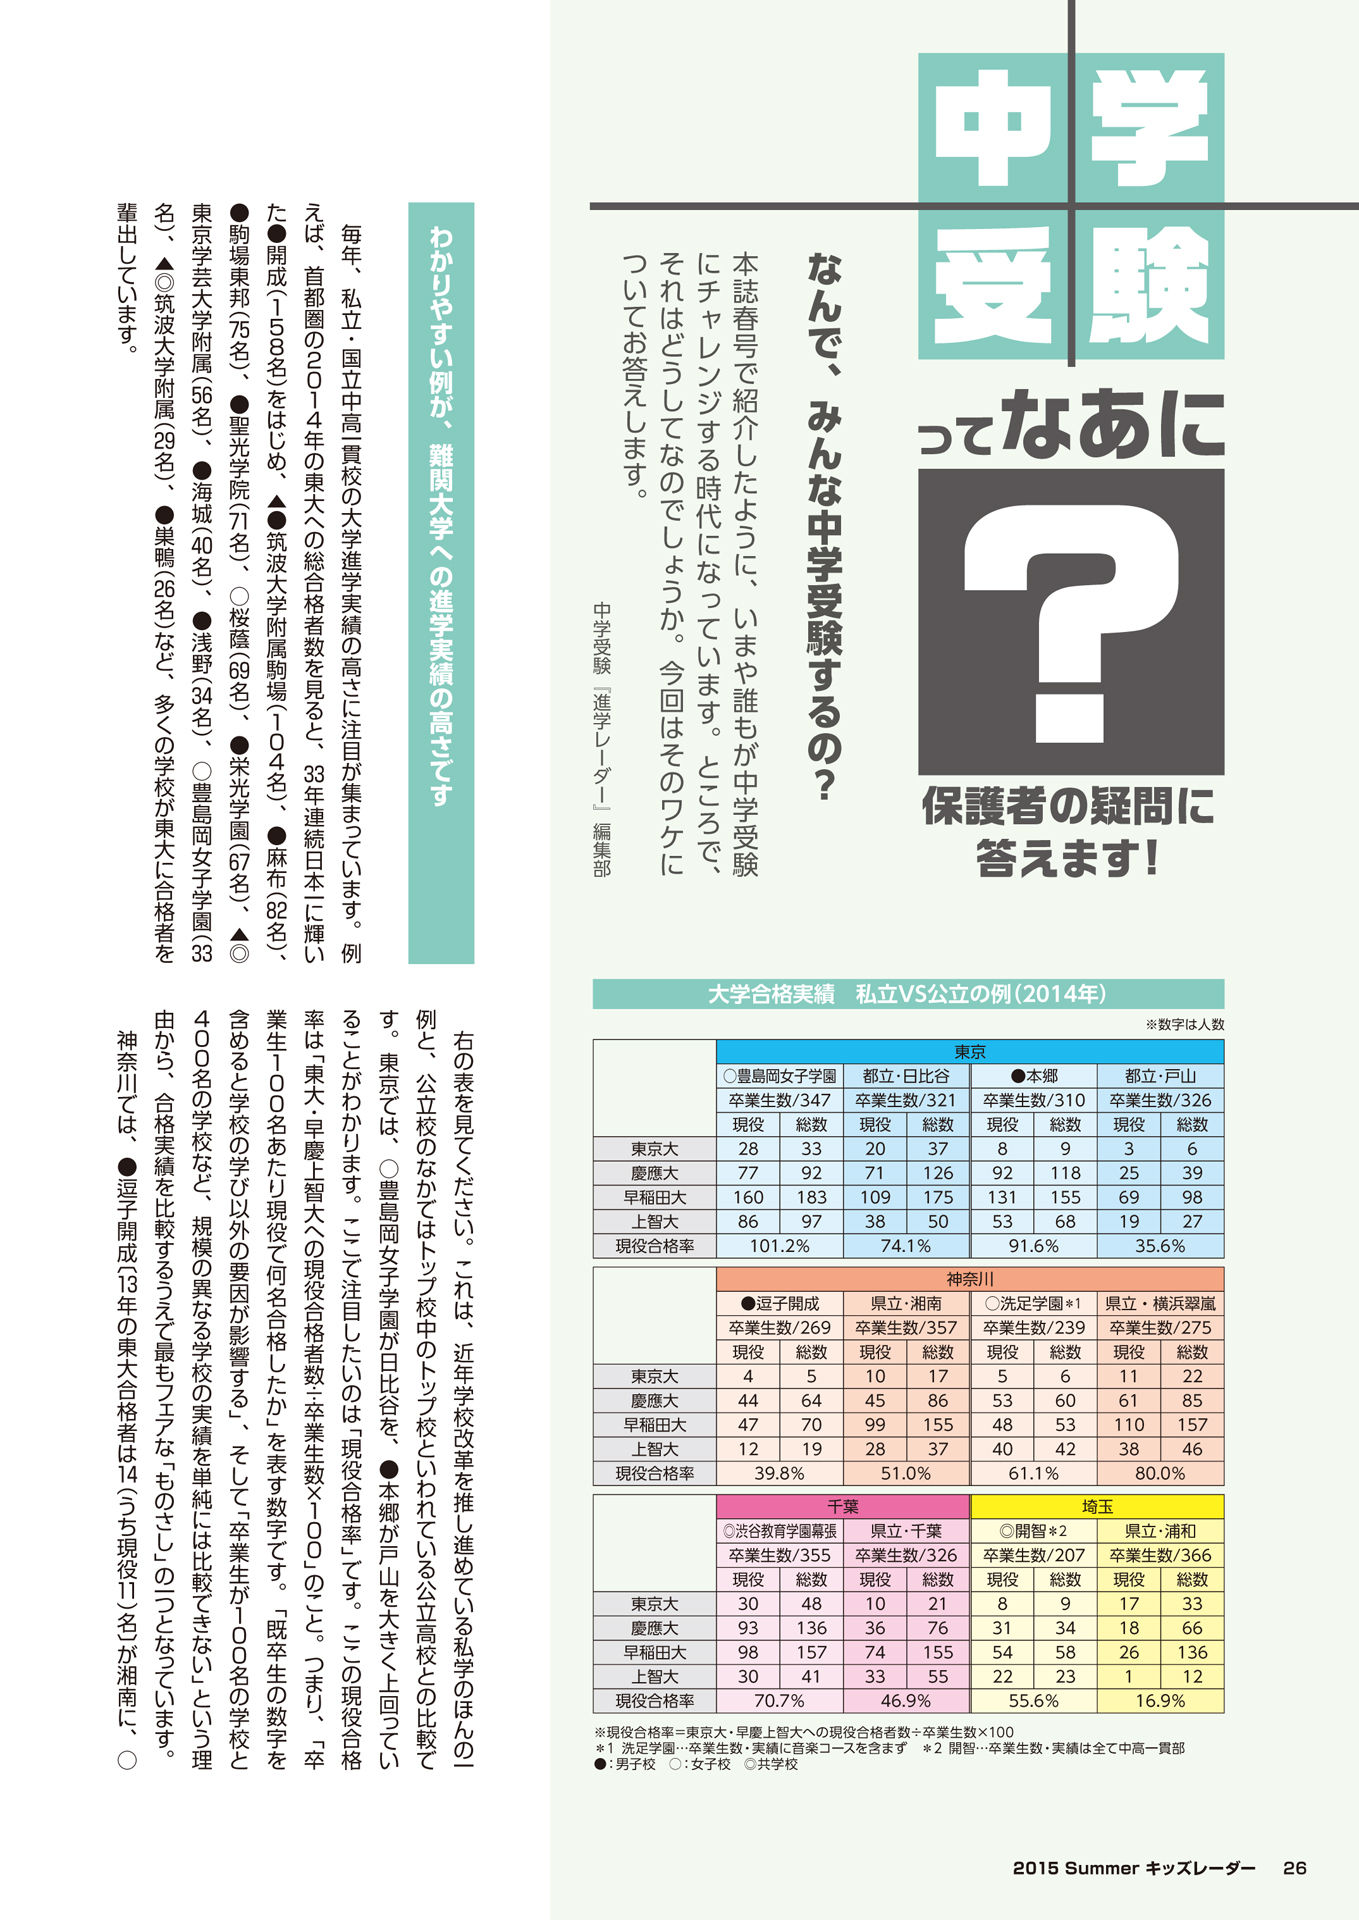 中学
受験
ってなあに
?
保護者の疑問に
答えます!
なんで、みんな中学受験するの?
本誌春号で紹介したように、いまや誰もが中学受験
にチャレンジする時代になっています。ところで、
それはどうしてなのでしょうか。今回はそのワケに
ついてお答えします。
中学受験『進学レーダー』編集部
わかりやすい例が、難関大学への進学実績の高さです
毎年、私立・国立中高一貫校の大学進学実績の高さに注目が集まっています。例
えば、首都圏の2014年の東大への総合格者数を見ると、33年連続日本一に輝い
た●開成(158名)をはじめ、▲●筑波大学附属駒場(104名)、●麻布(82名)、
●駒場東邦(75名)、●聖光学院(71名)、○桜蔭(69名)、●栄光学園(67名)、▲◎
東京学芸大学附属(56名)、●海城(40名)、●浅野(34名)、○豊島岡女子学園(33
名)、▲◎筑波大学附属(29名)、●巣鴨(26名)など、多くの学校が東大に合格者を
輩出しています。
右の表を見てください。これは、近年学校改革を推し進めている私学のほんの一
例と、公立校のなかではトップ校中のトップ校といわれている公立高校との比較で
す。東京では、○豊島岡女子学園が日比谷を、●本郷が戸山を大きく上回ってい
ることがわかります。ここで注目したいのは「現役合格率」です。この現役合格
率は「東大・早慶上智大への現役合格者数÷卒業生数×100」のこと。つまり、「卒
業生100名あたり現役で何名合格したか」を表す数字です。「既卒生の数字を
含めると学校の学び以外の要因が影響する」、そして「卒業生が100名の学校と
400名の学校など、規模の異なる学校の実績を単純には比較できない」という理
由から、合格実績を比較するうえで最もフェアな「ものさし」の一つとなっています。
神奈川では、●逗子開成〔13年の東大合格者は14(うち現役11)名〕が湘南に、○
大学合格実績 私立VS公立の例(2014年)
※数字は人数
東京
○豊島岡女子学園 都立・日比谷 ●本郷 都立・戸山
卒業生数/347 卒業生数/321 卒業生数/310 卒業生数/326
現役 総数 現役 総数 現役 総数 現役 総数
東京大 28 33 20 37 8 9 3 6
慶應大 77 92 71 126 92 118 25 39
早稲田大 160 183 109 175 131 155 69 98
上智大 86 97 38 50 53 68 19 27
現役合格率 101.2% 74.1% 91.6% 35.6%
神奈川
●逗子開成 県立・湘南 ○洗足学園*1 県立・横浜翠嵐
卒業生数/269 卒業生数/357 卒業生数/239 卒業生数/275
現役 総数 現役 総数 現役 総数 現役 総数
東京大 4 5 10 17 5 6 11 22
慶應大 44 64 45 86 53 60 61 85
早稲田大 47 70 99 155 48 53 110 157
上智大 12 19 28 37 40 42 38 46
現役合格率 39.8% 51.0% 61.1% 80.0%
千葉 埼玉
◎渋谷教育学園幕張 県立・千葉 ◎開智*2 県立・浦和
卒業生数/355 卒業生数/326 卒業生数/207 卒業生数/366
現役 総数 現役 総数 現役 総数 現役 総数
東京大 30 48 10 21 8 9 17 33
慶應大 93 136 36 76 31 34 18 66
早稲田大 98 157 74 155 54 58 26 136
上智大 30 41 33 55 22 23 1 12
現役合格率 70.7% 46.9% 55.6% 16.9%
※現役合格率=東京大・早慶上智大への現役合格者数÷卒業生数×100
*1 洗足学園…卒業生数・実績に音楽コースを含まず *2 開智…卒業生数・実績は全て中高一貫部
●:男子校 ○:女子校 ◎共学校
2015 Summer キッズレーダー 26